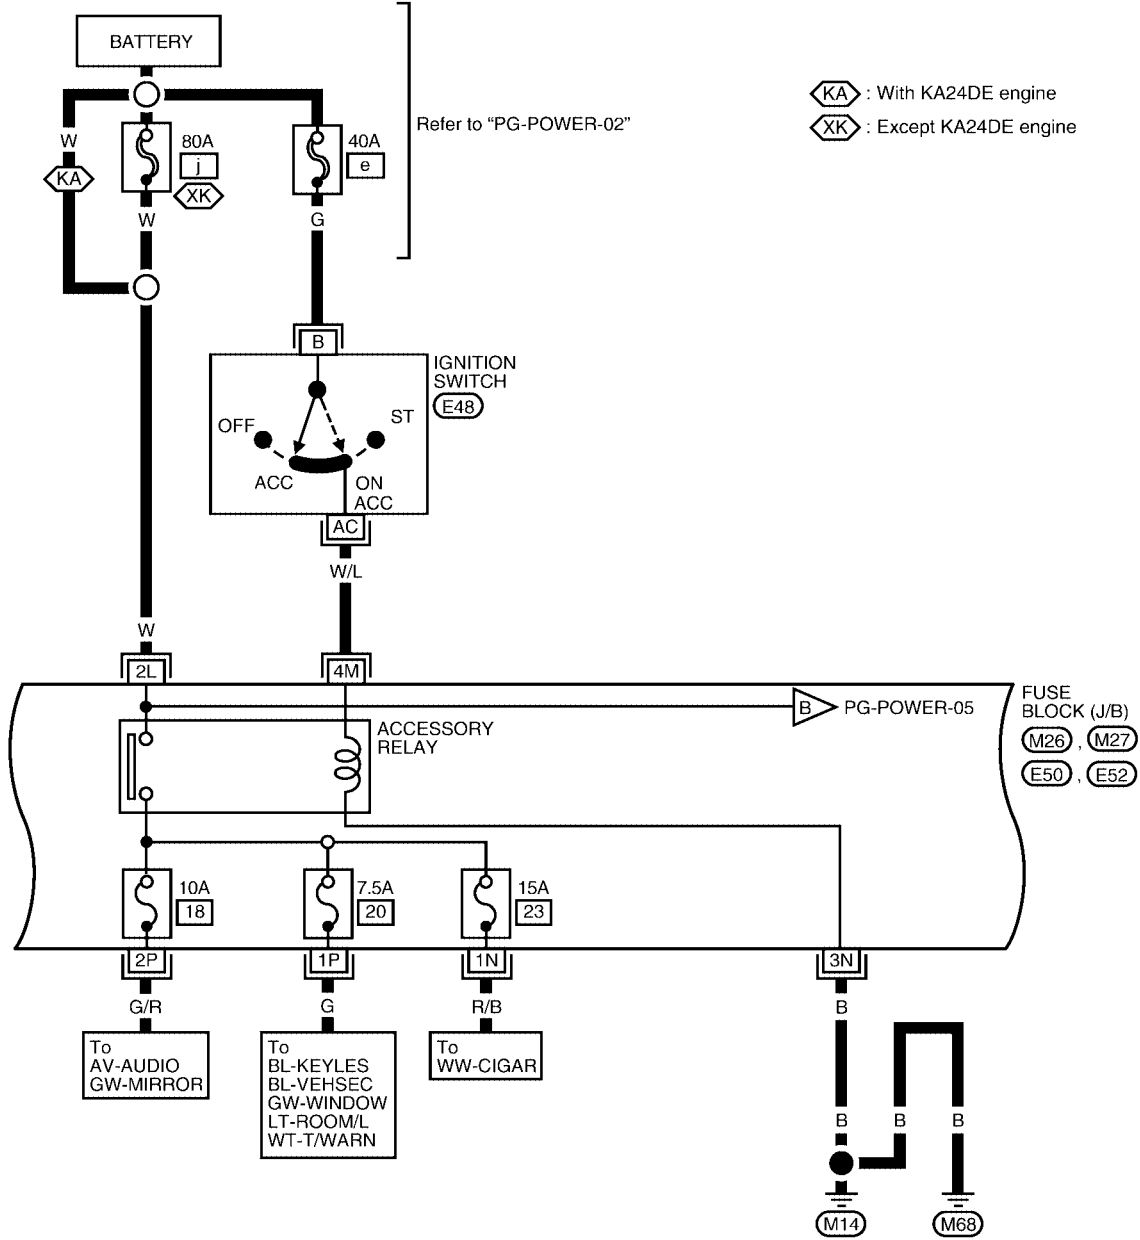 BATTERY
KA : With KA24DE engine
XK : Except KA24DE engine
Refer to “PG-POWER-02”
W
KA
80A
j
XK
W
40A
e
G
B
IGNITION
SWITCH
E48
OFF
ST
ACC
ON
ACC
AC
W/L
W
2L
4M
B
PG-POWER-05
FUSE
BLOCK (J/B)
M26 , M27
E50 , E52
ACCESSORY
RELAY
10A
18
7.5A
20
15A
23
2P
1P
1N
3N
G/R
G
R/B
B
To
AV-AUDIO
GW-MIRROR
To
BL-KEYLES
BL-VEHSEC
GW-WINDOW
LT-ROOM/L
WT-T/WARN
To
WW-CIGAR
B
B
B
M14
M68